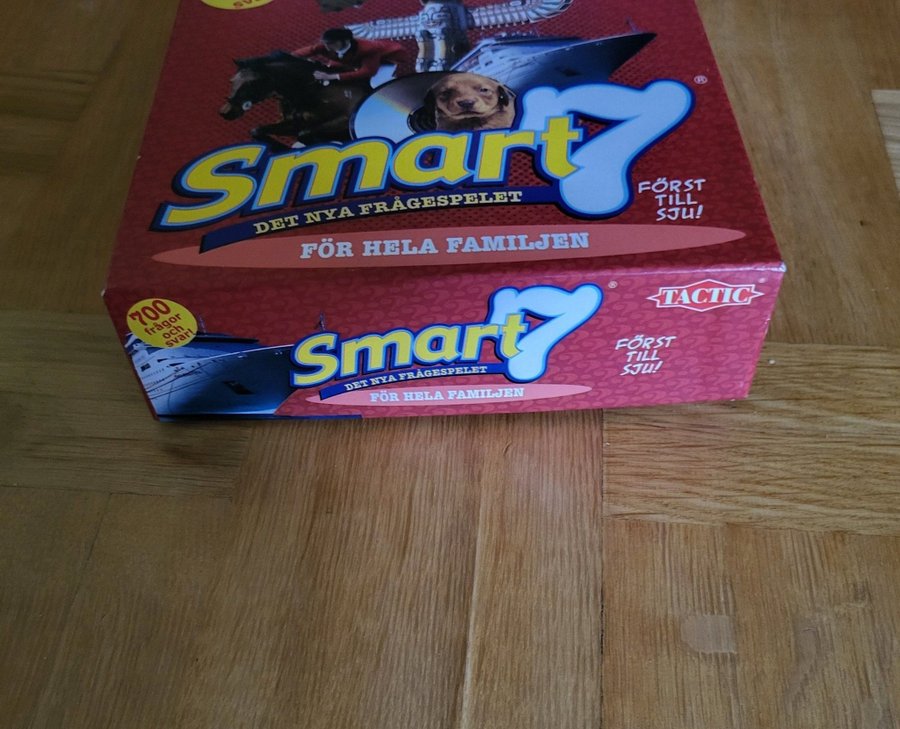 svar!
Smart7®
DET NYA FRÅGESPELET
FÖR HELA FAMILJEN
FÖRST
TILL
SJU!
700
frågor
och
svar!
Smart7®
DET NYA FRÅGESPELET
FÖR HELA FAMILJEN
TACTIC®
FÖRST
TILL
SJU!